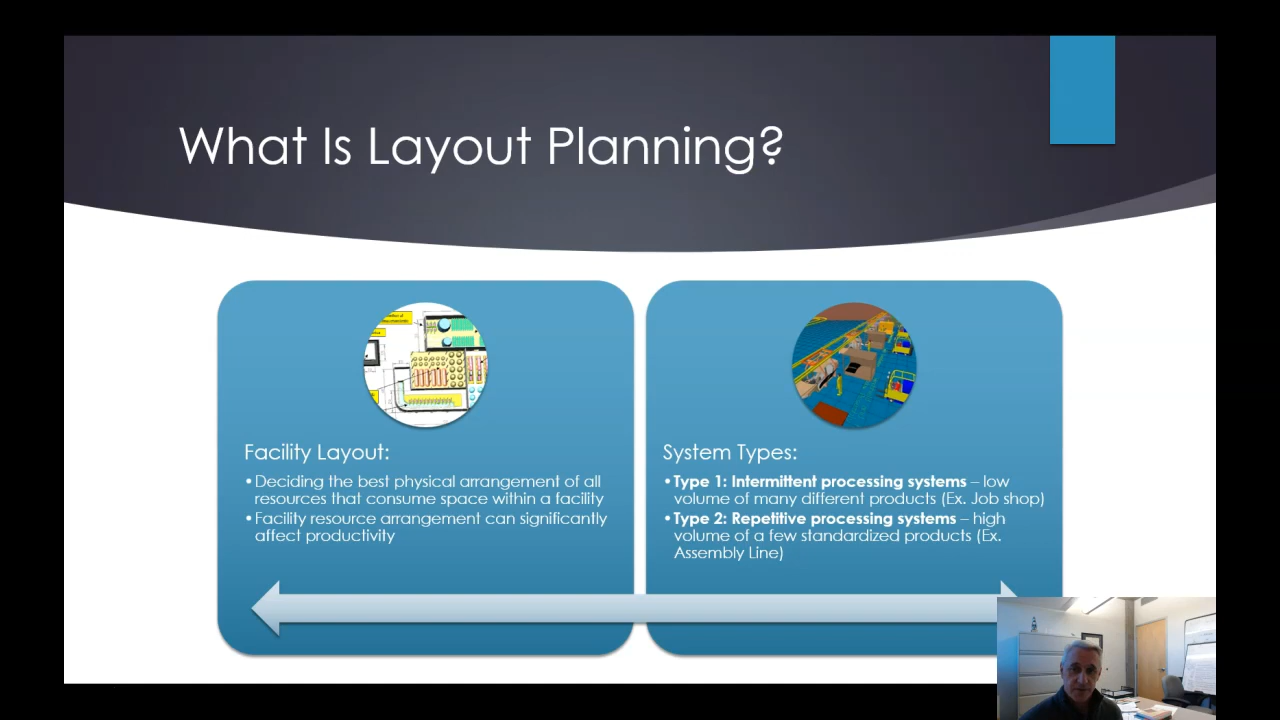 What Is Layout Planning?
Facility Layout:
•Deciding the best physical arrangement of all
resources that consume space within a facility
•Facility resource arrangement can significantly
affect productivity
System Types:
•Type 1: Intermittent processing systems – low
volume of many different products (Ex. Job shop)
•Type 2: Repetitive processing systems – high
volume of a few standardized products (Ex.
Assembly Line)